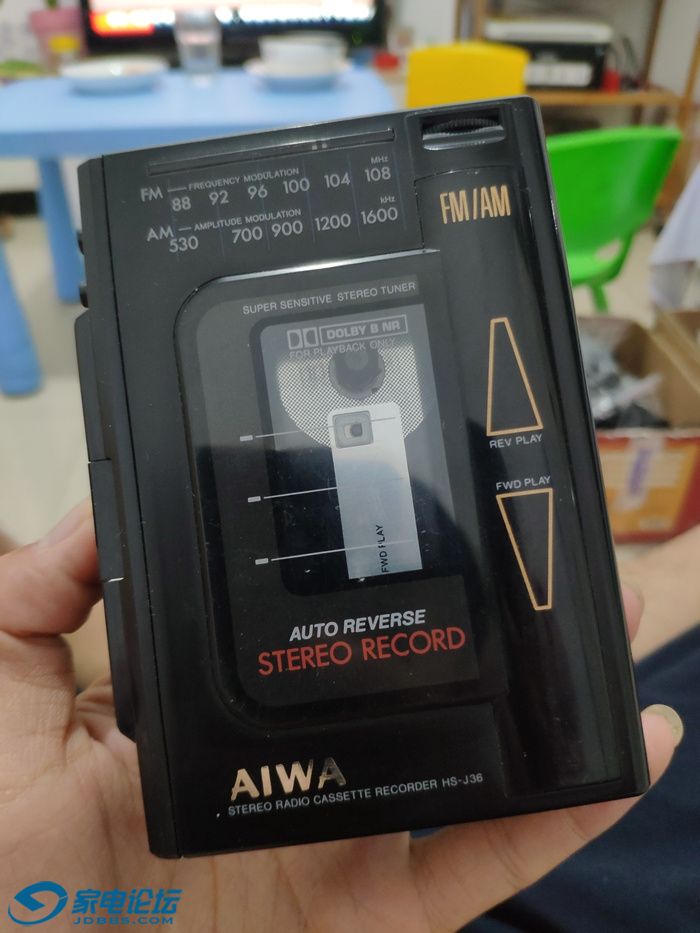 MHz
FM — FREQUENCY MODULATION
88 92 96 100 104 108
kHz
AM — AMPLITUDE MODULATION
530 700 900 1200 1600
FM/AM
SUPER SENSITIVE STEREO TUNER
DOLBY B NR
FOR PLAYBACK ONLY
REV PLAY
FWD PLAY
FWD PLAY
AUTO REVERSE
STEREO RECORD
AIWA
STEREO RADIO CASSETTE RECORDER HS-J36
家电论坛
JDBBS.COM